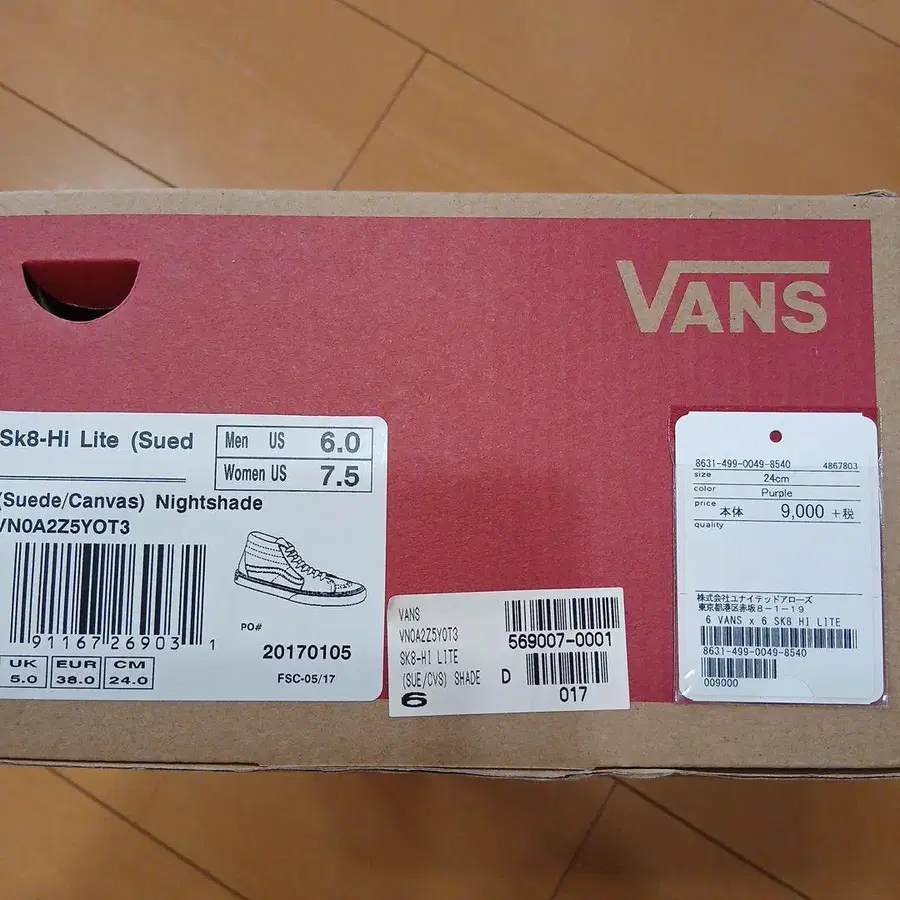 VANS
Sk8-Hi Lite (Sued
Men US 6.0
Women US 7.5
(Suede/Canvas) Nightshade
VN0A2Z5YOT3
91167 26903 1
PO#
20170105
FSC-05/17
UK 5.0
EUR 38.0
CM 24.0
VANS
VN0A2Z5YOT3
SK8-HI LITE
(SUE/CVS) SHADE
6
569007-0001
D
017
8631-499-0049-8540 4867803
size 24cm
color Purple
price 本体 9,000 +税
quality
株式会社ユナイテッドアローズ
東京都港区赤坂8-1-19
6 VANS x 6 SK8 HI LITE
8631-499-0049-8540
009000